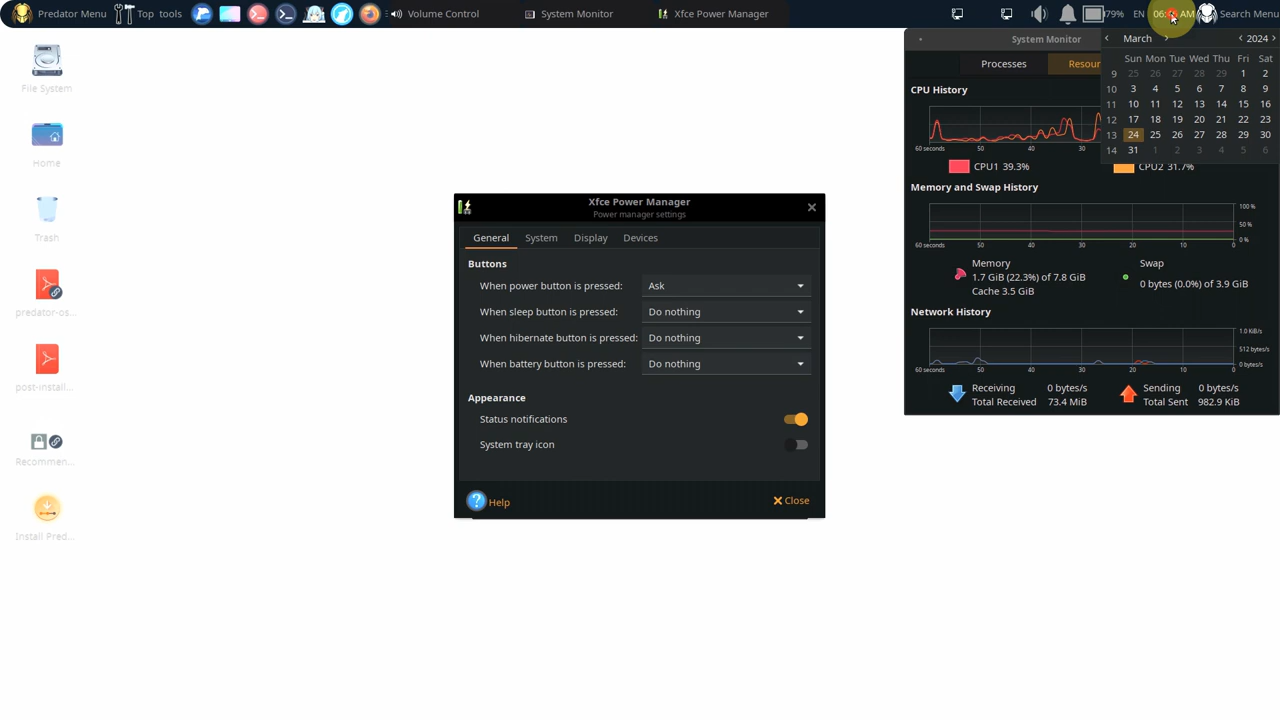 Predator Menu
Top tools
Volume Control
System Monitor
Xfce Power Manager
79%
EN
AM
Search Menu
File System
Home
Trash
predator-os...
post-install...
Recommen...
Install Pred...
Xfce Power Manager
Power manager settings
General
System
Display
Devices
Buttons
When power button is pressed:
Ask
When sleep button is pressed:
Do nothing
When hibernate button is pressed:
Do nothing
When battery button is pressed:
Do nothing
Appearance
Status notifications
System tray icon
Help
Close
System Monitor
Processes
Resour
CPU History
60 seconds 50 40 30
CPU1 39.3%
CPU2 31.7%
Memory and Swap History
100 %
50 %
0 %
60 seconds 50 40 30 20 10 0
Memory
1.7 GiB (22.3%) of 7.8 GiB
Cache 3.5 GiB
Swap
0 bytes (0.0%) of 3.9 GiB
Network History
1.0 KiB/s
512 bytes/s
0 bytes/s
60 seconds 50 40 30 20 10 0
Receiving 0 bytes/s
Total Received 73.4 MiB
Sending 0 bytes/s
Total Sent 982.9 KiB
March
2024
Sun Mon Tue Wed Thu Fri Sat
9 25 26 27 28 29 1 2
10 3 4 5 6 7 8 9
11 10 11 12 13 14 15 16
12 17 18 19 20 21 22 23
13 24 25 26 27 28 29 30
14 31 1 2 3 4 5 6